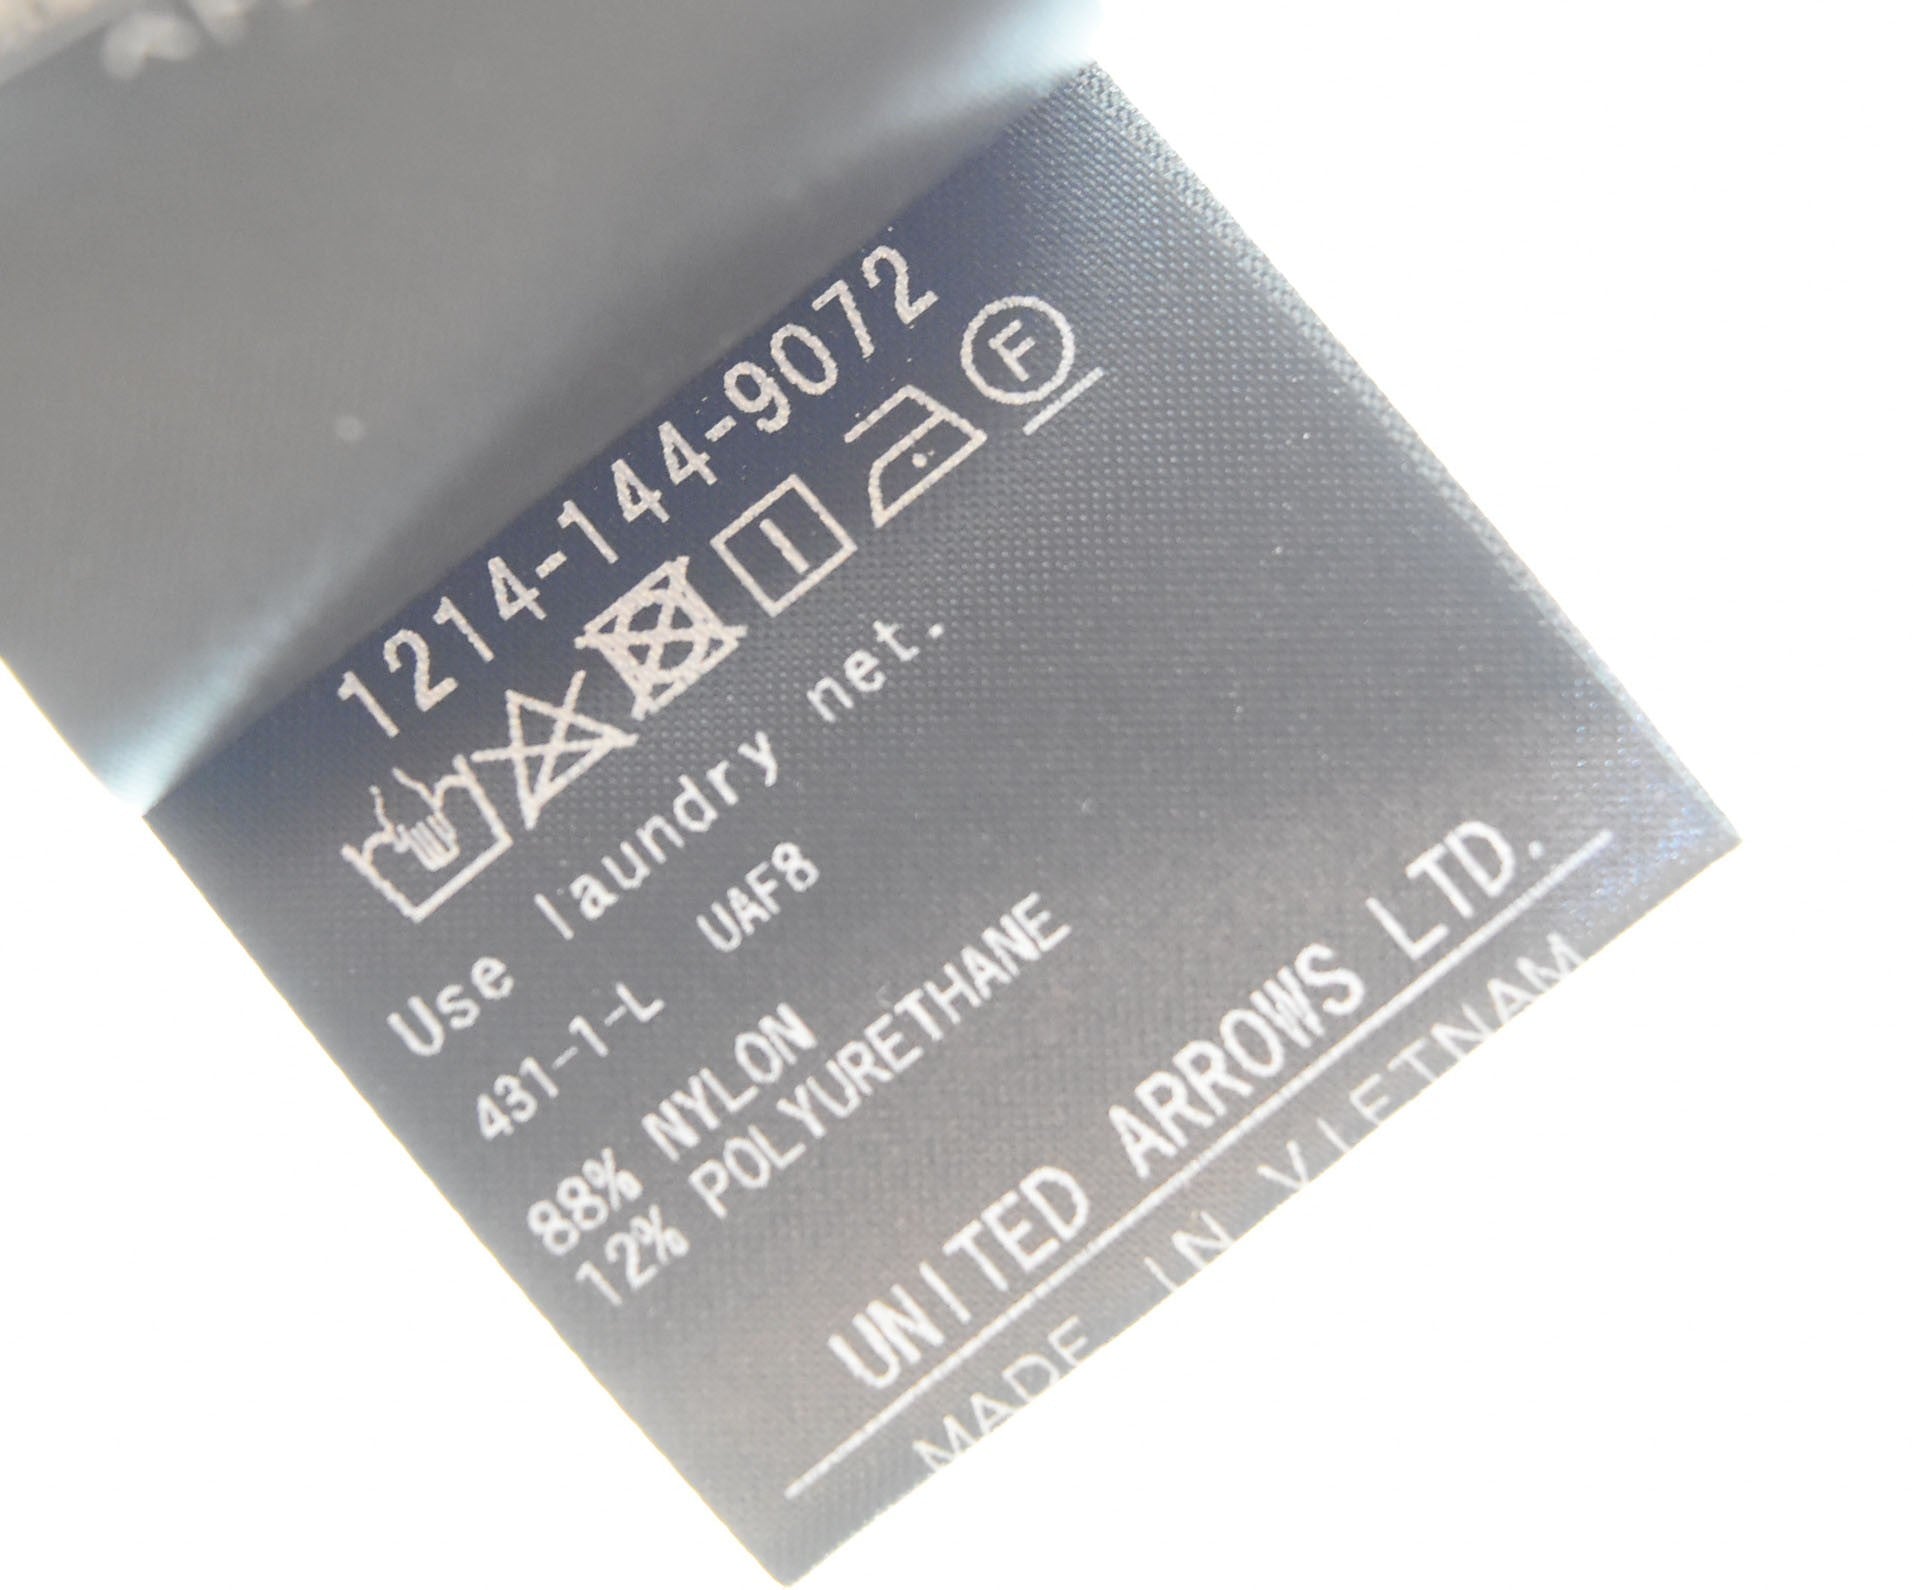 1214-144-9072
F
Use laundry net.
431-1-L UAF8
88% NYLON
12% POLYURETHANE
UNITED ARROWS LTD.
MADE IN VIETNAM